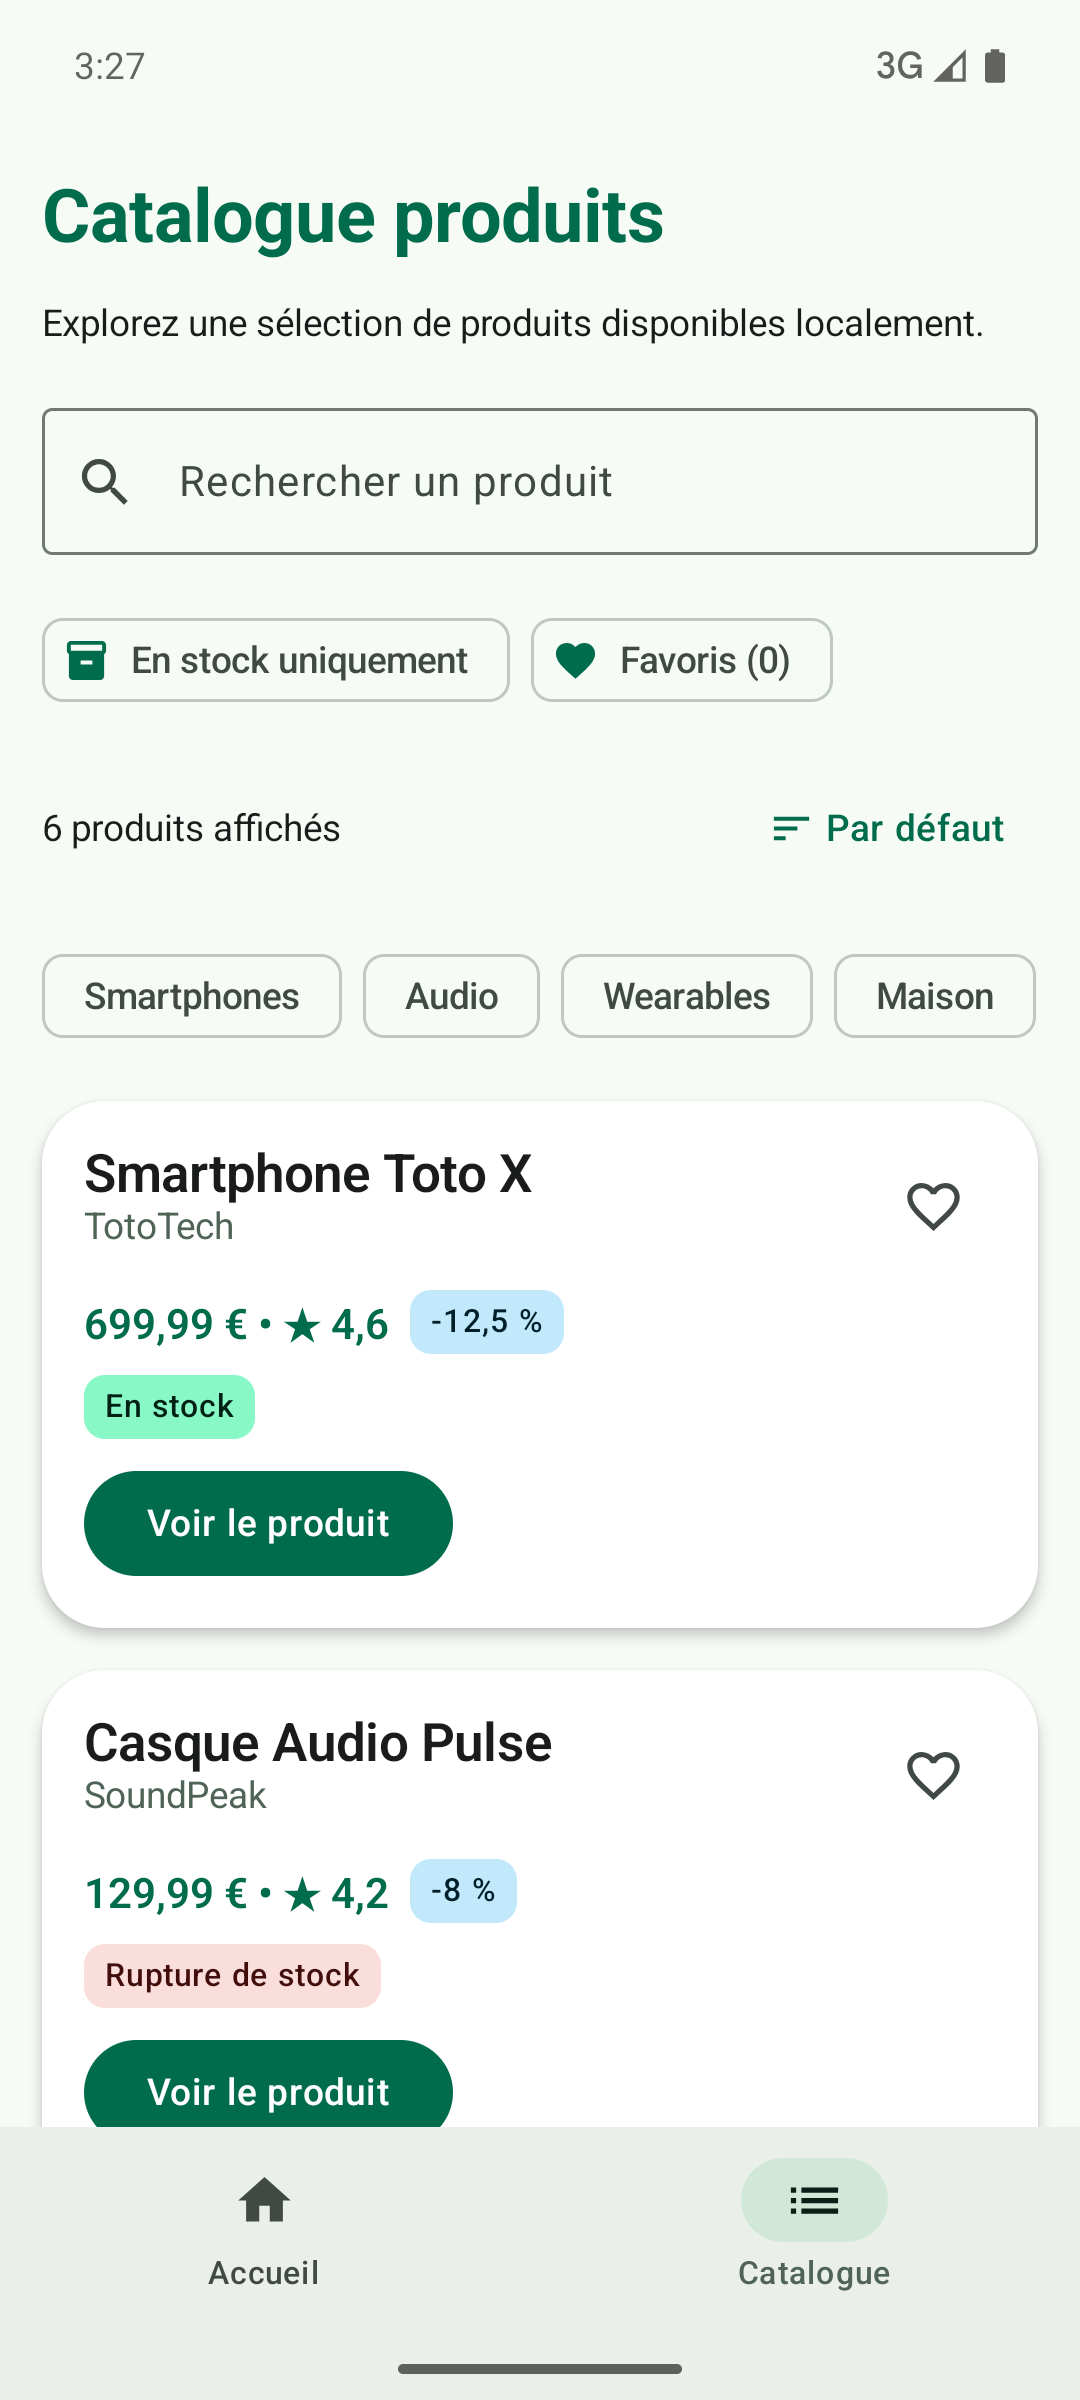 3:27
3G
Catalogue produits
Explorez une sélection de produits disponibles localement.
Rechercher un produit
En stock uniquement
Favoris (0)
6 produits affichés
Par défaut
Smartphones
Audio
Wearables
Maison
Smartphone Toto X
TotoTech
699,99 € • ★ 4,6
-12,5 %
En stock
Voir le produit
Casque Audio Pulse
SoundPeak
129,99 € • ★ 4,2
-8 %
Rupture de stock
Voir le produit
Accueil
Catalogue